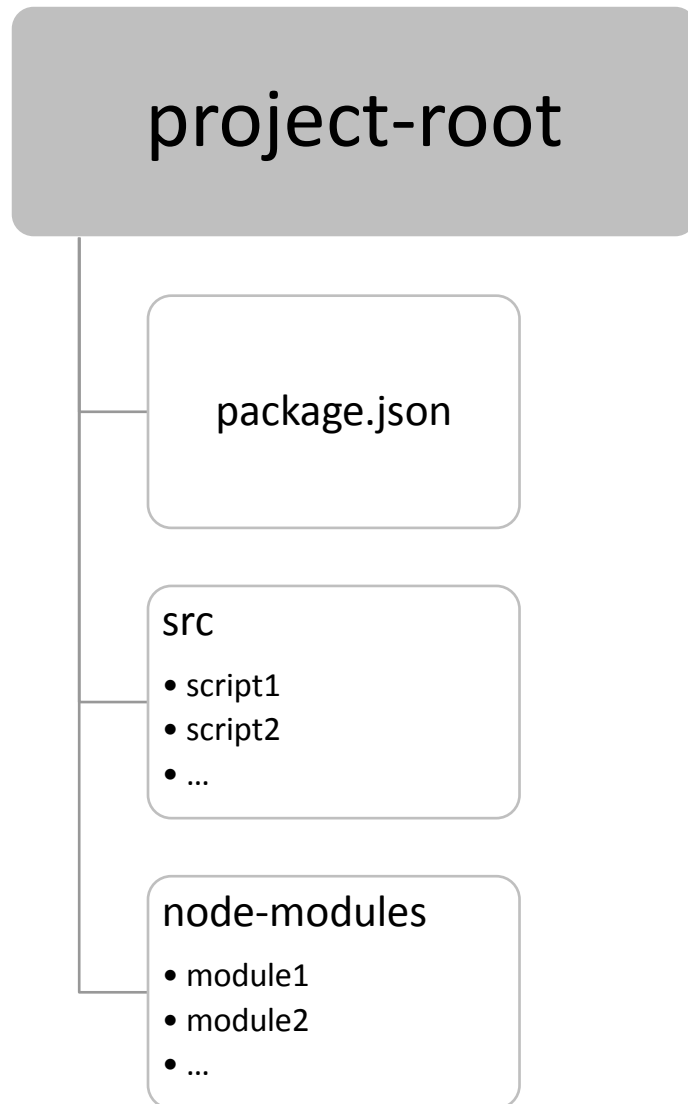 project-root
package.json
src
• script1
• script2
• ...
node-modules
• module1
• module2
• ...